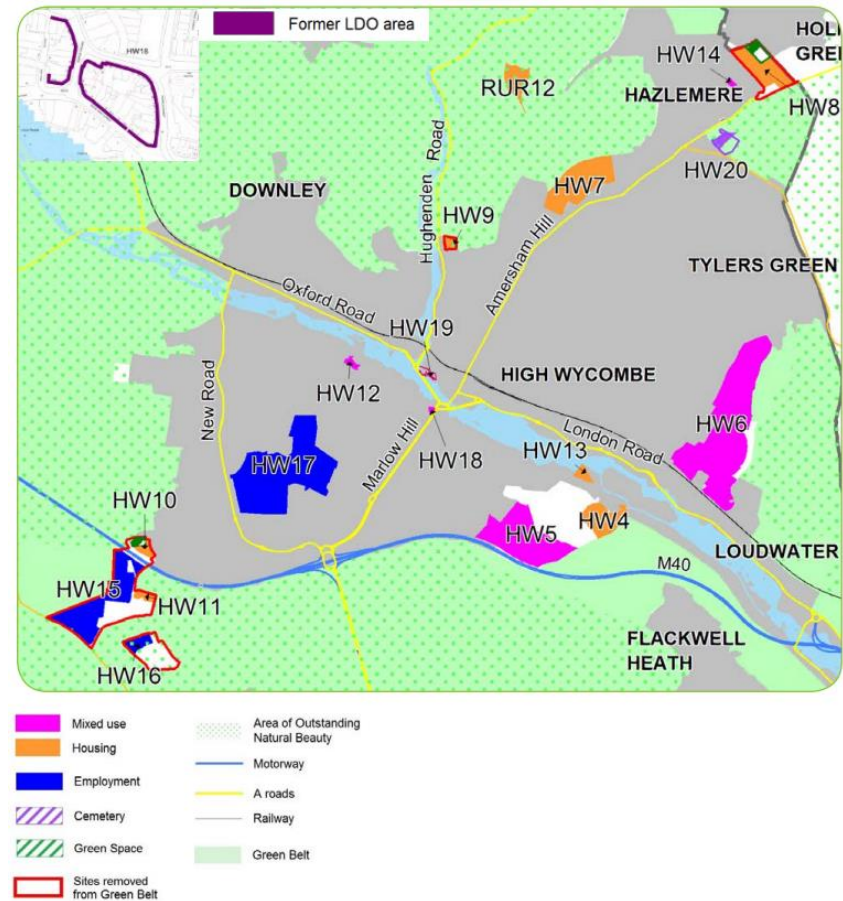 HW18
Former LDO area
HOL
GREE
HW14
RUR12
HAZLEMERE
HW8
Hughenden Road
HW20
HW7
DOWNLEY
HW9
Amersham Hill
TYLERS GREEN
Oxford Road
HW19
HIGH WYCOMBE
New Road
HW12
HW6
Marlow Hill
HW18
London Road
HW17
HW13
HW10
HW5
HW4
LOUDWATER
M40
HW15
HW11
FLACKWELL
HEATH
HW16
Mixed use
Housing
Employment
Cemetery
Green Space
Sites removed
from Green Belt
Area of Outstanding
Natural Beauty
Motorway
A roads
Railway
Green Belt